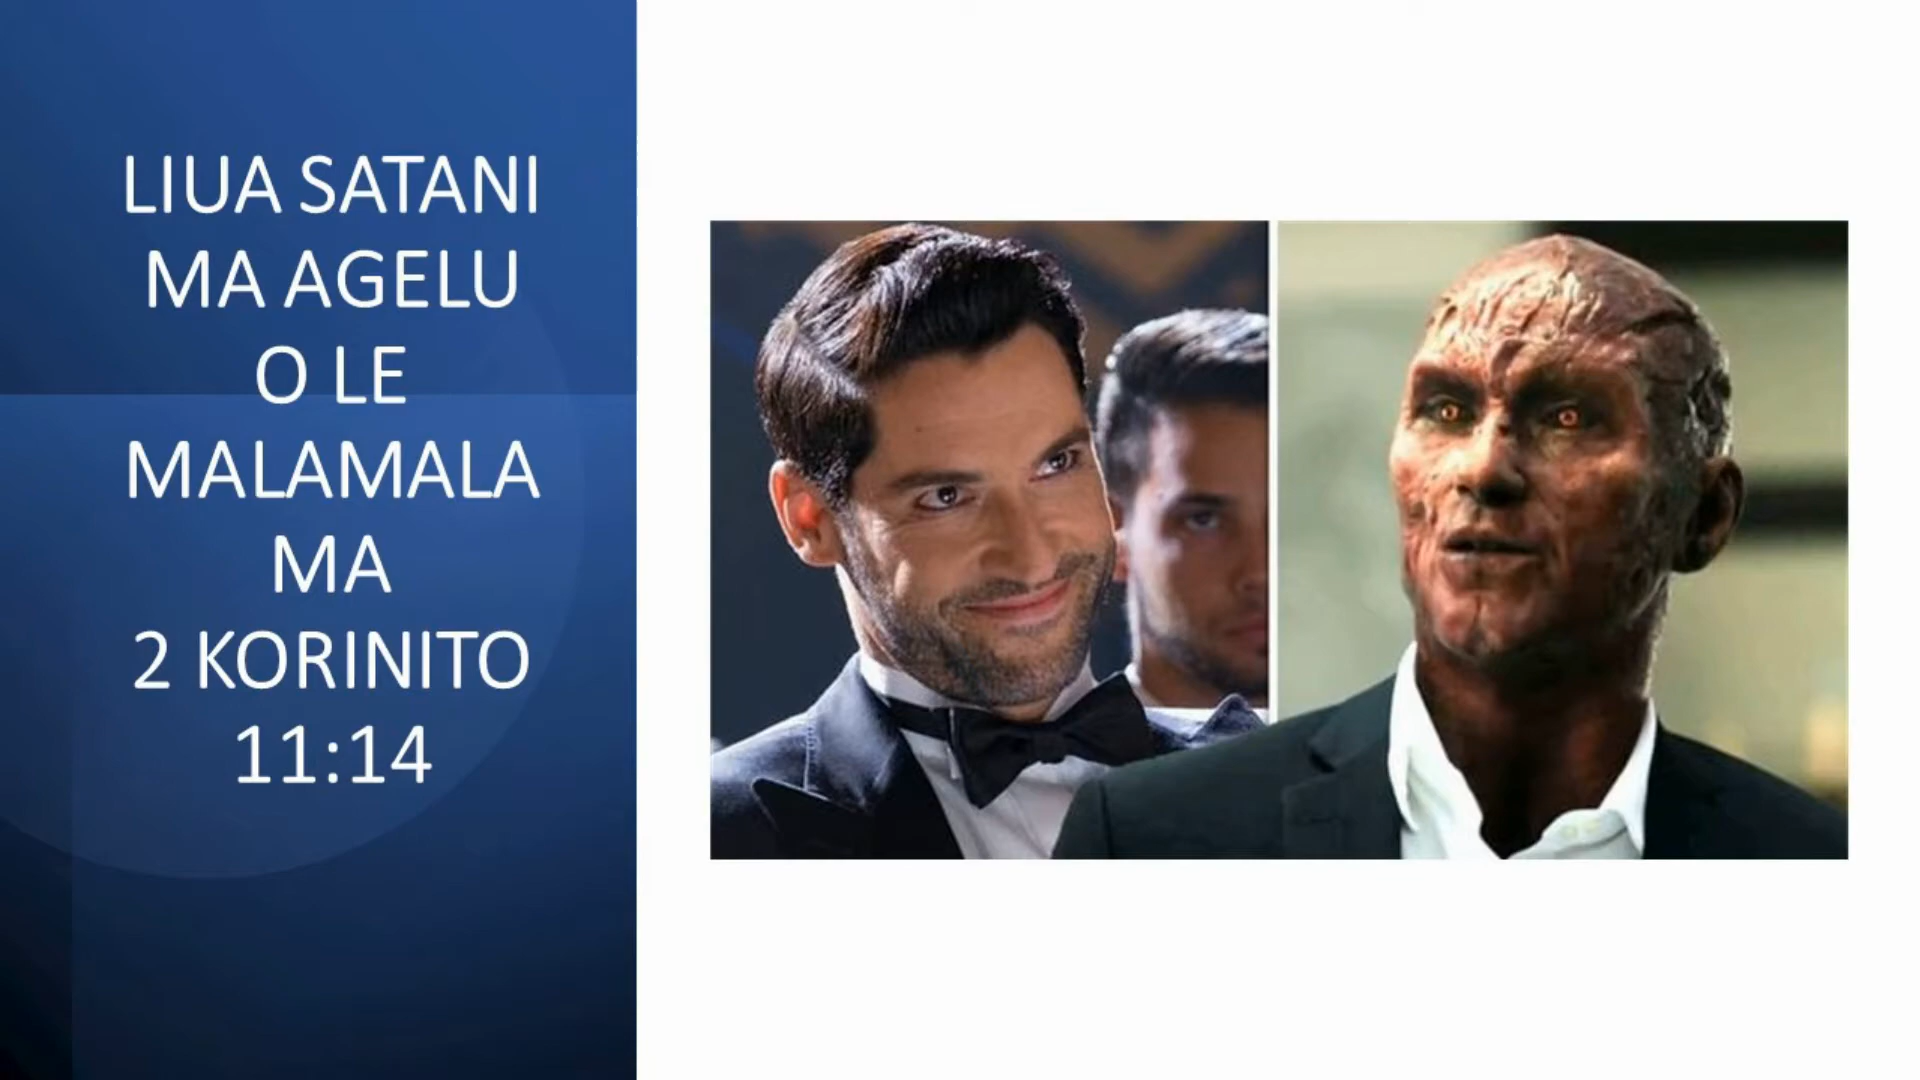 LIUA SATANI
MA AGELU
O LE
MALAMALA
MA
2 KORINITO
11:14